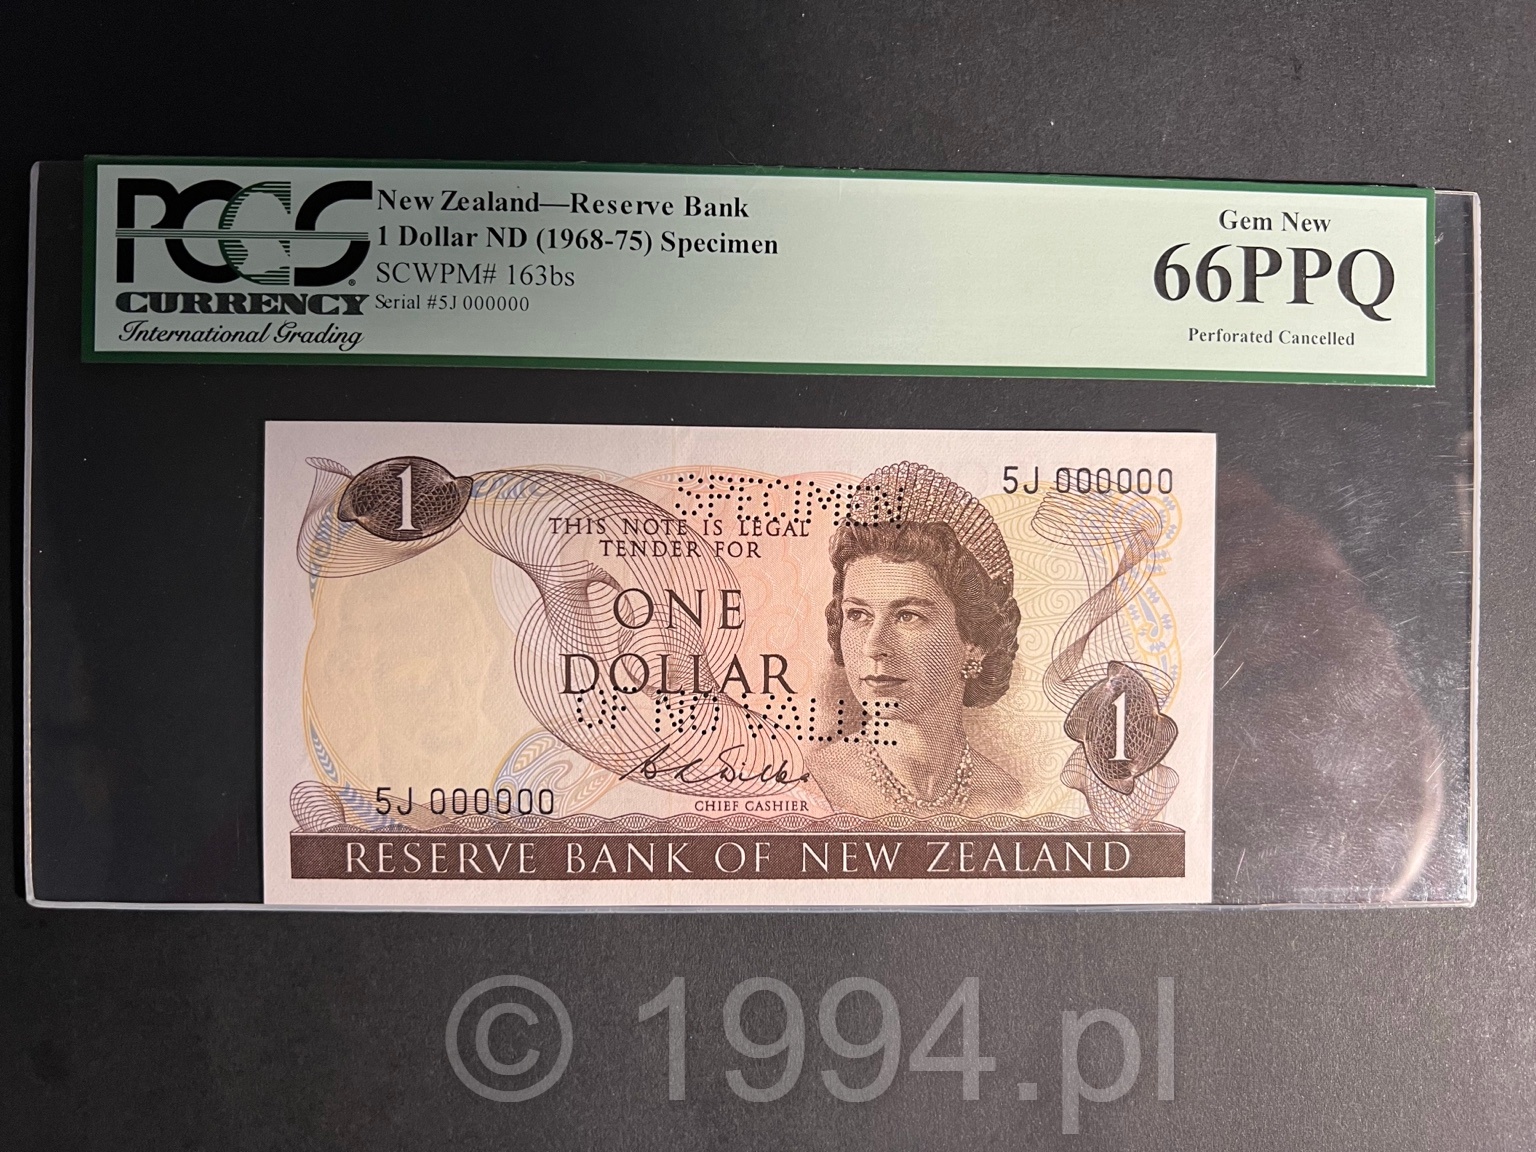 PCGS
CURRENCY
International Grading
New Zealand—Reserve Bank
1 Dollar ND (1968-75) Specimen
SCWPM# 163bs
Serial #5J 000000
Gem New
66PPQ
Perforated Cancelled
1
5J 000000
SPECIMEN
THIS NOTE IS LEGAL
TENDER FOR
ONE
DOLLAR
OF NO VALUE
1
CHIEF CASHIER
5J 000000
RESERVE BANK OF NEW ZEALAND
© 1994.pl